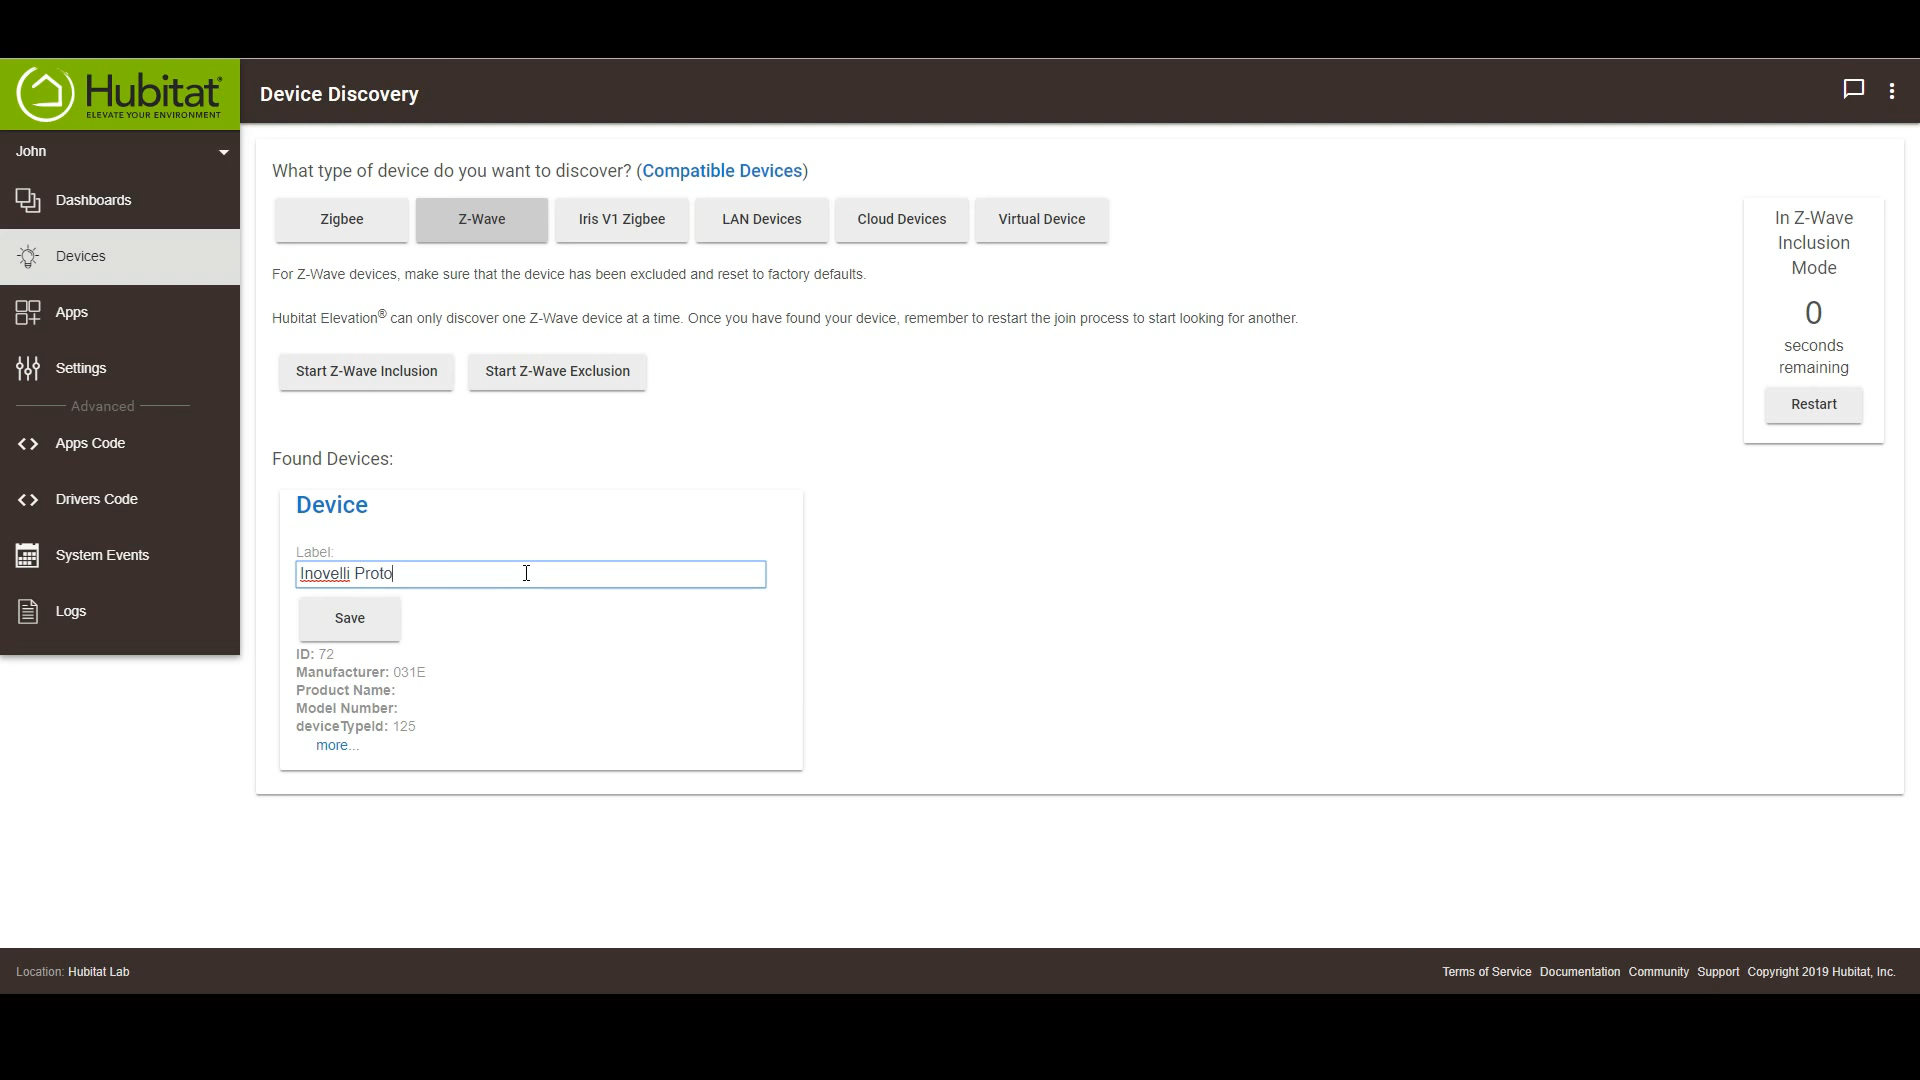 Hubitat®
ELEVATE YOUR ENVIRONMENT
Device Discovery
John
Dashboards
Devices
Apps
Settings
Advanced
Apps Code
Drivers Code
System Events
Logs
What type of device do you want to discover? (Compatible Devices)
Zigbee
Z-Wave
Iris V1 Zigbee
LAN Devices
Cloud Devices
Virtual Device
For Z-Wave devices, make sure that the device has been excluded and reset to factory defaults.
Hubitat Elevation® can only discover one Z-Wave device at a time. Once you have found your device, remember to restart the join process to start looking for another.
Start Z-Wave Inclusion
Start Z-Wave Exclusion
In Z-Wave
Inclusion
Mode
0
seconds
remaining
Restart
Found Devices:
Device
Label:
Inovelli Proto
Save
ID: 72
Manufacturer: 031E
Product Name:
Model Number:
deviceTypeId: 125
more...
Location: Hubitat Lab
Terms of Service Documentation Community Support Copyright 2019 Hubitat, Inc.